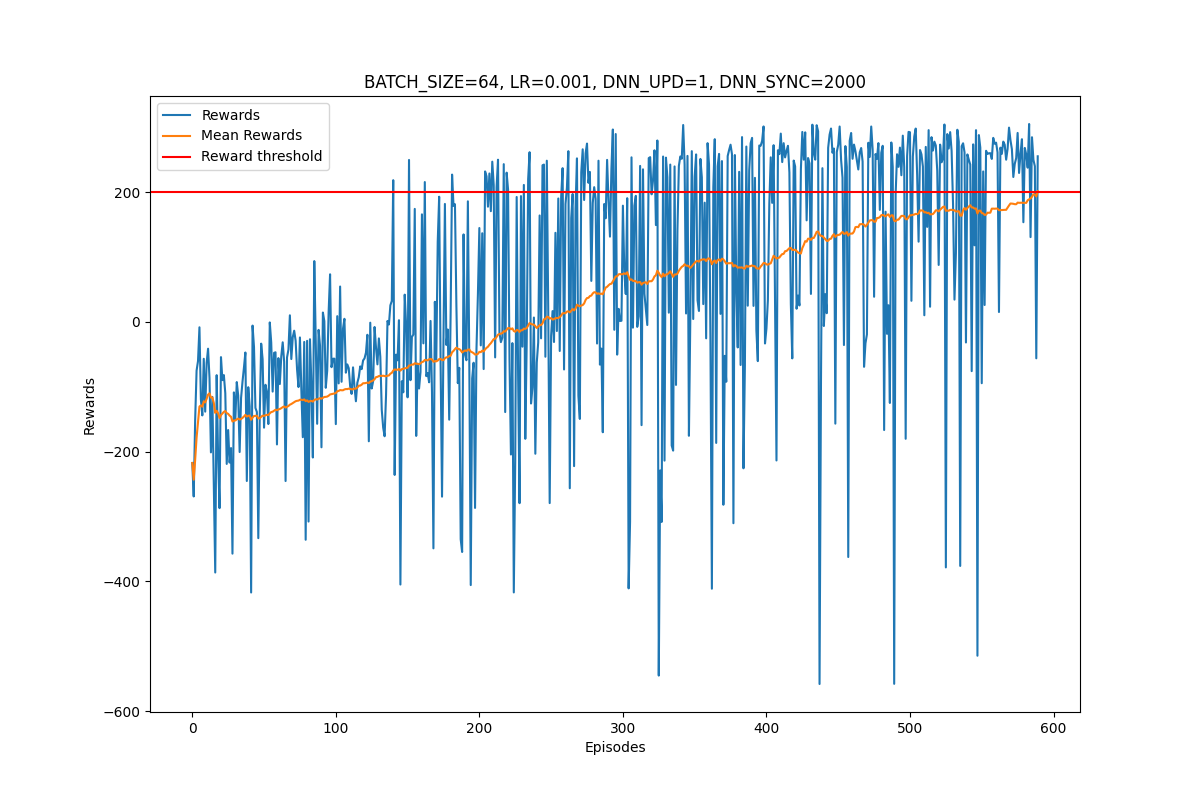 BATCH_SIZE=64, LR=0.001, DNN_UPD=1, DNN_SYNC=2000
Rewards
Mean Rewards
Reward threshold
200
0
−200
−400
−600
Rewards
0 100 200 300 400 500 600
Episodes